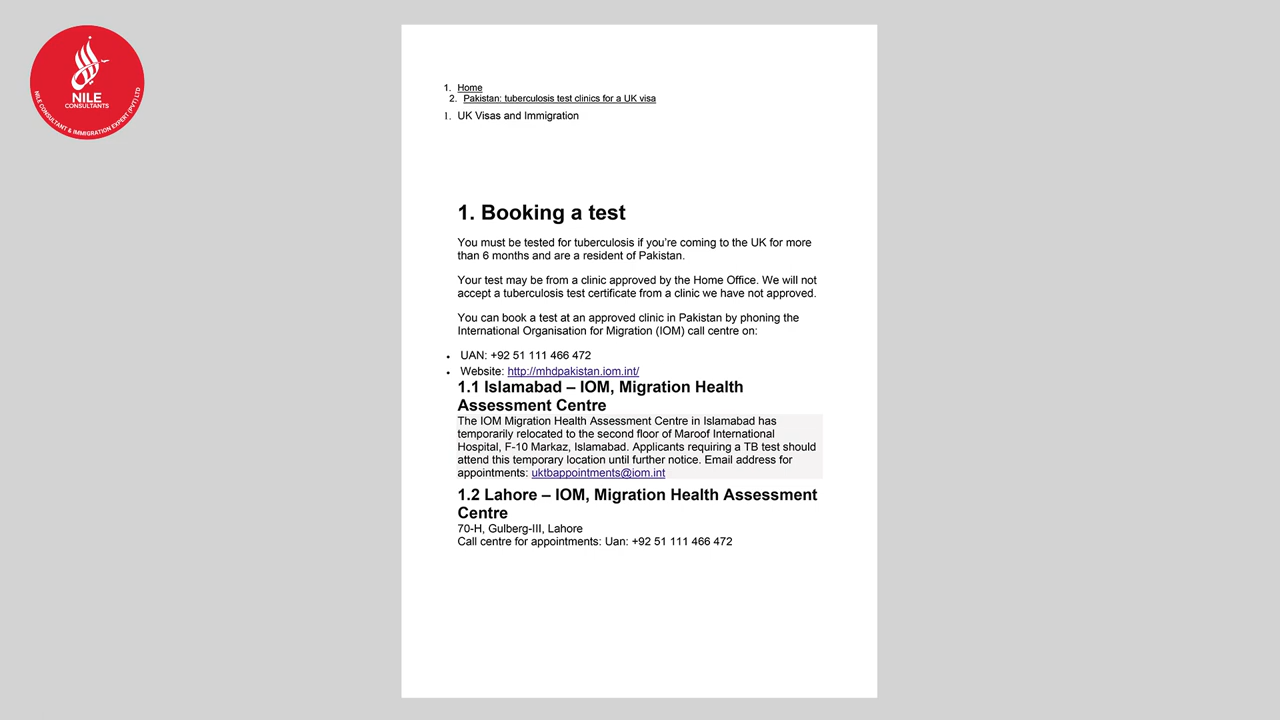 NILE
CONSULTANTS
NILE CONSULTANT & IMMIGRATION EXPERT (PVT) LTD
1. Home
2. Pakistan: tuberculosis test clinics for a UK visa
1. UK Visas and Immigration
1. Booking a test
You must be tested for tuberculosis if you’re coming to the UK for more
than 6 months and are a resident of Pakistan.
Your test may be from a clinic approved by the Home Office. We will not
accept a tuberculosis test certificate from a clinic we have not approved.
You can book a test at an approved clinic in Pakistan by phoning the
International Organisation for Migration (IOM) call centre on:
• UAN: +92 51 111 466 472
• Website: http://mhdpakistan.iom.int/
1.1 Islamabad – IOM, Migration Health
Assessment Centre
The IOM Migration Health Assessment Centre in Islamabad has
temporarily relocated to the second floor of Maroof International
Hospital, F-10 Markaz, Islamabad. Applicants requiring a TB test should
attend this temporary location until further notice. Email address for
appointments: uktbappointments@iom.int
1.2 Lahore – IOM, Migration Health Assessment
Centre
70-H, Gulberg-III, Lahore
Call centre for appointments: Uan: +92 51 111 466 472